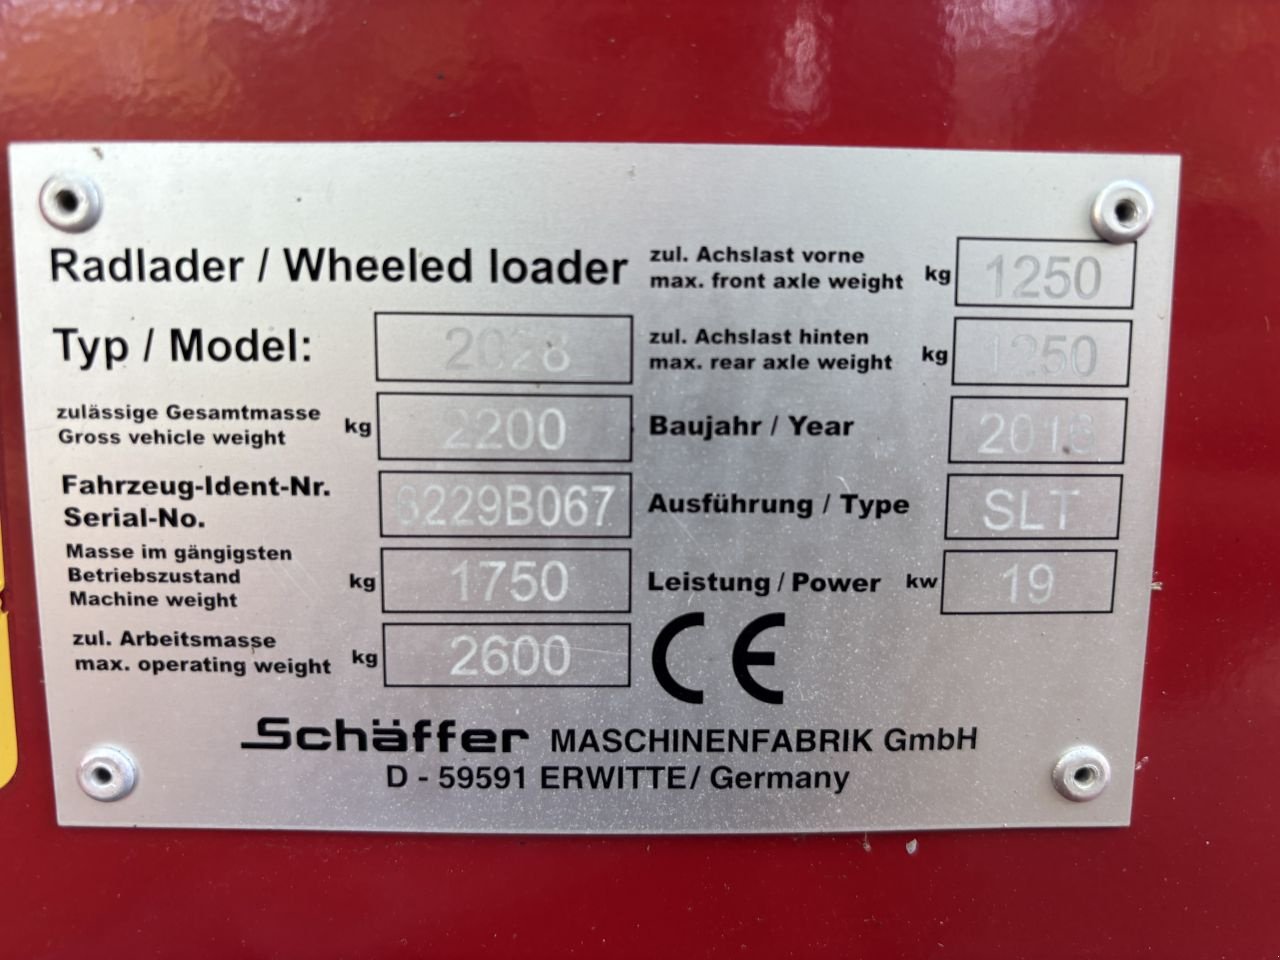 Radlader / Wheeled loader
Typ / Model: 2028
zulässige Gesamtmasse
Gross vehicle weight kg 2200
Fahrzeug-Ident-Nr.
Serial-No.
Masse im gängigsten
Betriebszustand
Machine weight kg 1750
zul. Arbeitsmasse
max. operating weight kg 2600
zul. Achslast vorne
max. front axle weight kg 1250
zul. Achslast hinten
max. rear axle weight kg 1250
Baujahr / Year
Ausführung / Type SLT
Leistung / Power kw 19
CE
Schäffer MASCHINENFABRIK GmbH
D - 59591 ERWITTE/ Germany